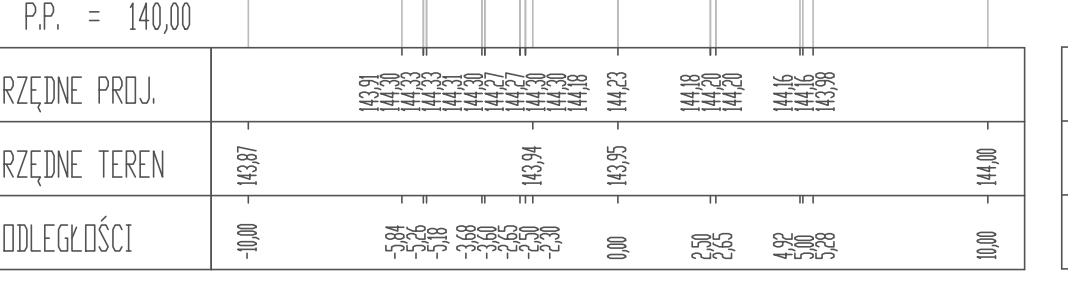 P.P. = 140,00
RZĘDNE PROJ. 143,91 144,30 144,33 144,33 144,31 144,30 144,27 144,27 144,30 144,30 144,18 144,23 144,18 144,20 144,20 144,16 144,16 143,98
RZĘDNE TEREN 143,87 143,94 143,95 144,00
ODLEGŁOŚCI -10,00 -5,84 -5,26 -5,18 -3,68 -3,60 -2,65 -2,50 -2,30 -2,30 0,00 2,50 2,65 4,92 5,00 5,28 10,00